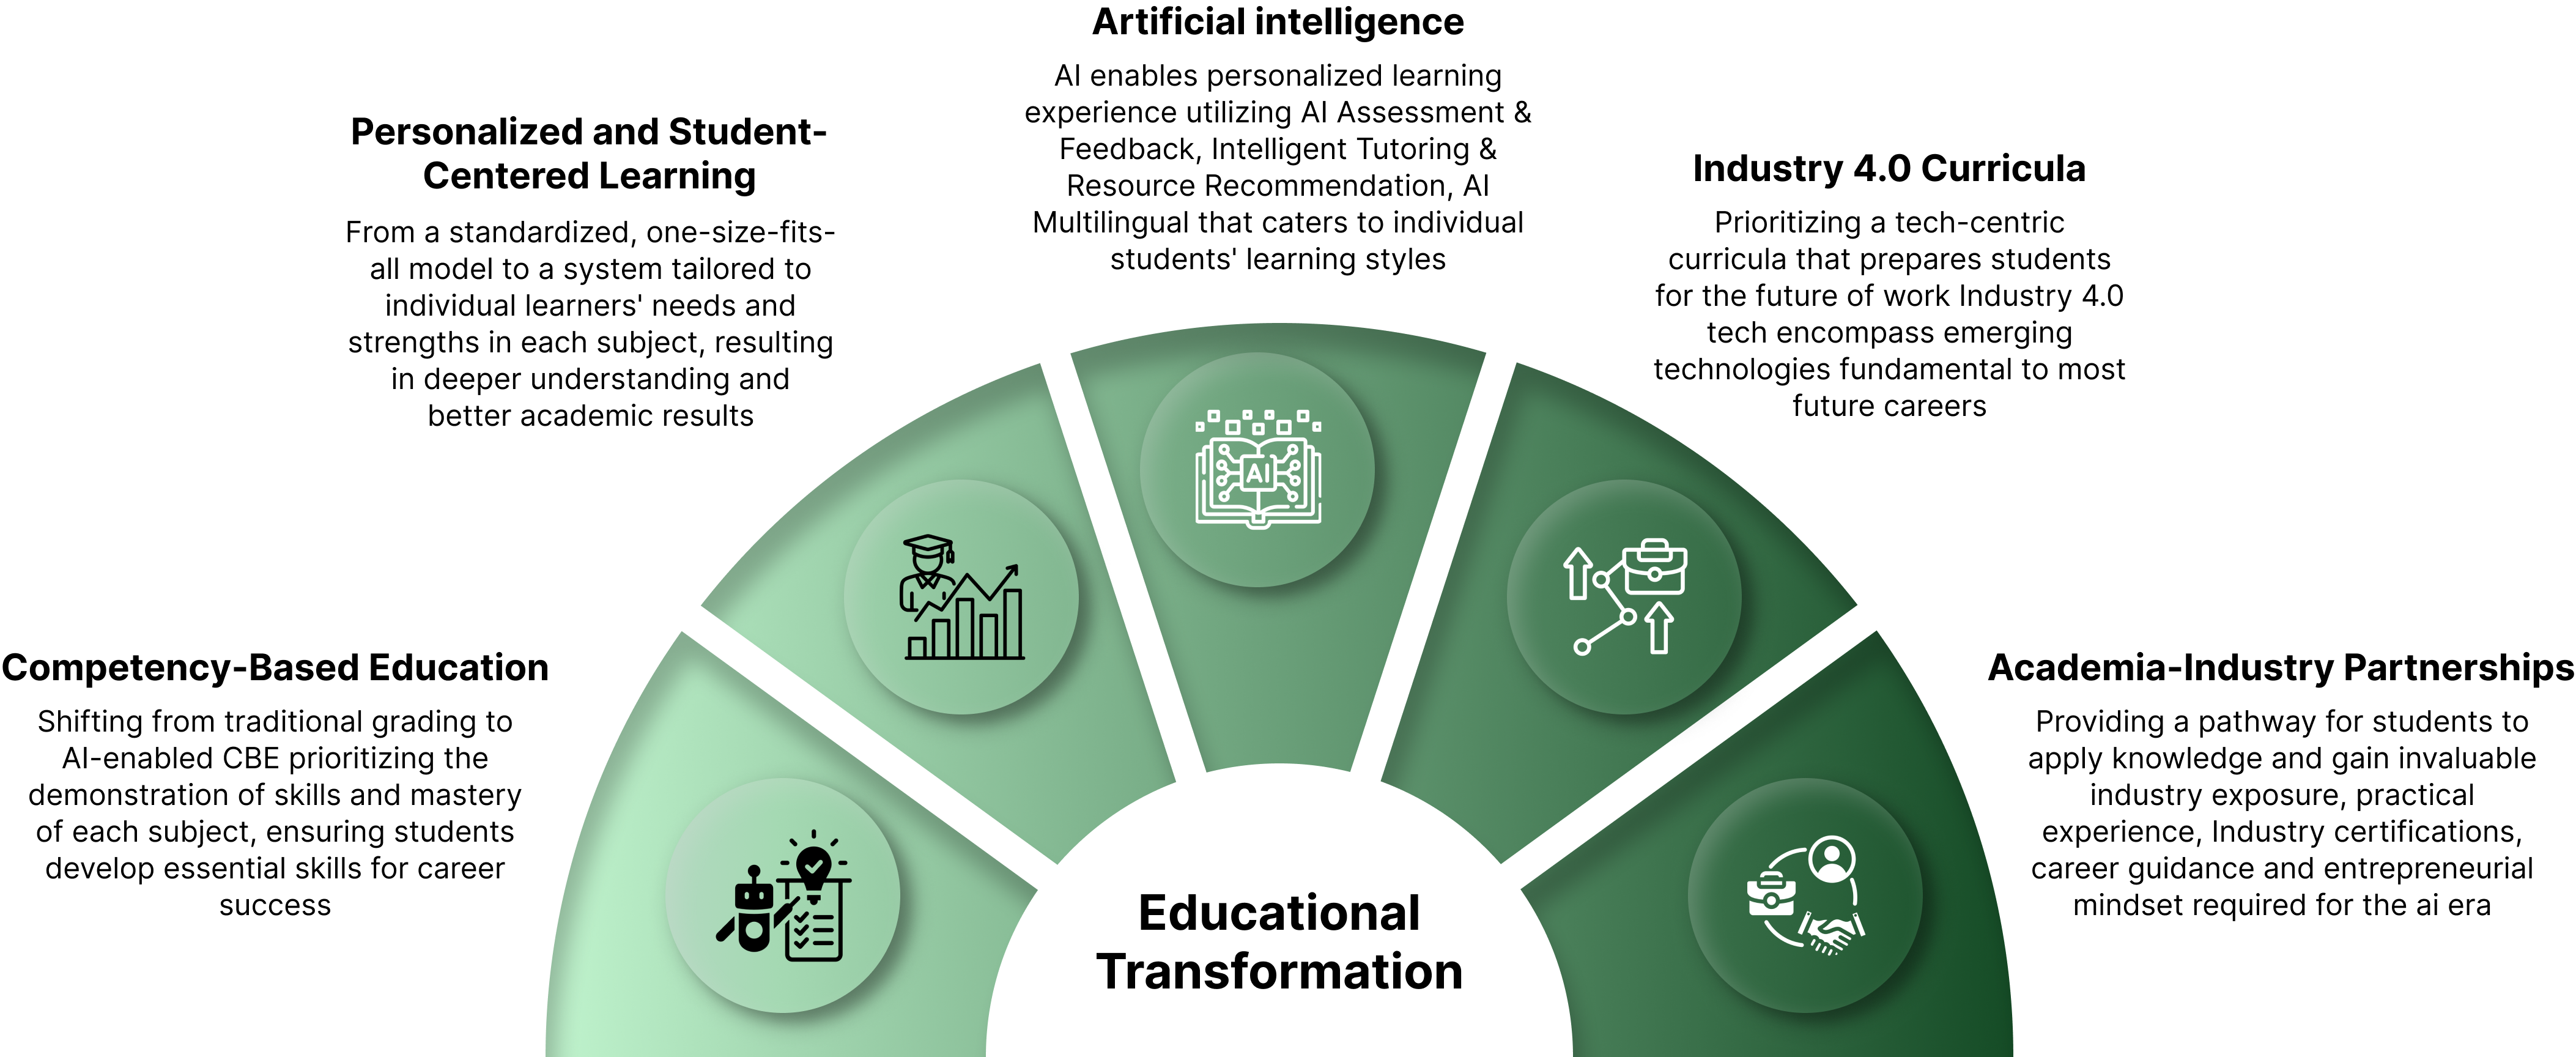 Artificial intelligence
AI enables personalized learning
experience utilizing AI Assessment &
Feedback, Intelligent Tutoring &
Resource Recommendation, AI
Multilingual that caters to individual
students' learning styles
Personalized and Student-
Centered Learning
From a standardized, one-size-fits-
all model to a system tailored to
individual learners' needs and
strengths in each subject, resulting
in deeper understanding and
better academic results
Industry 4.0 Curricula
Prioritizing a tech-centric
curricula that prepares students
for the future of work Industry 4.0
tech encompass emerging
technologies fundamental to most
future careers
AI
Competency-Based Education
Shifting from traditional grading to
AI-enabled CBE prioritizing the
demonstration of skills and mastery
of each subject, ensuring students
develop essential skills for career
success
Academia-Industry Partnerships
Providing a pathway for students to
apply knowledge and gain invaluable
industry exposure, practical
experience, Industry certifications,
career guidance and entrepreneurial
mindset required for the ai era
Educational
Transformation